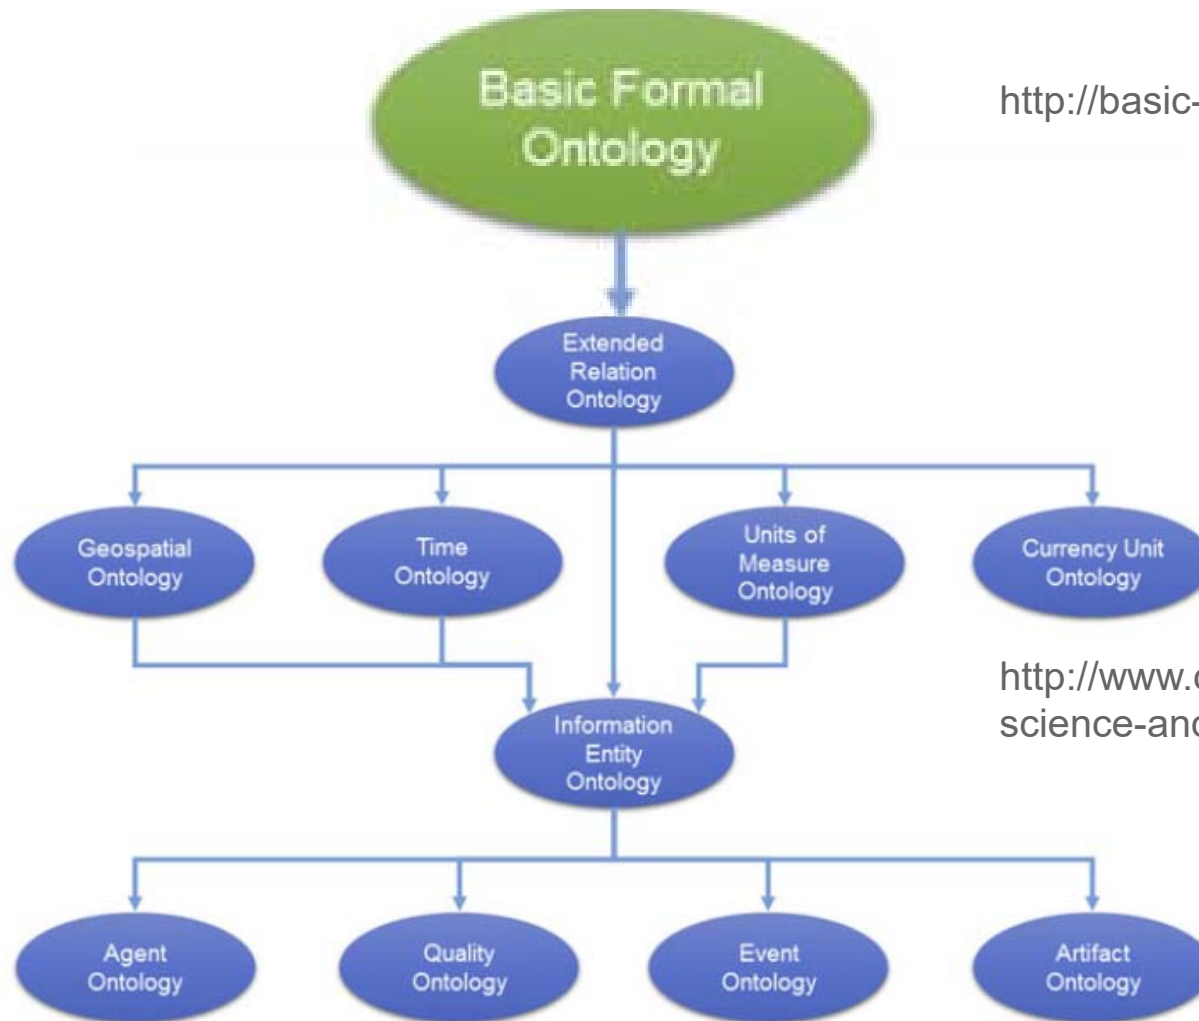 Basic Formal
Ontology
http://basic-
Extended
Relation
Ontology
Geospatial
Ontology
Time
Ontology
Units of
Measure
Ontology
Currency Unit
Ontology
http://www.c
science-and
Information
Entity
Ontology
Agent
Ontology
Quality
Ontology
Event
Ontology
Artifact
Ontology